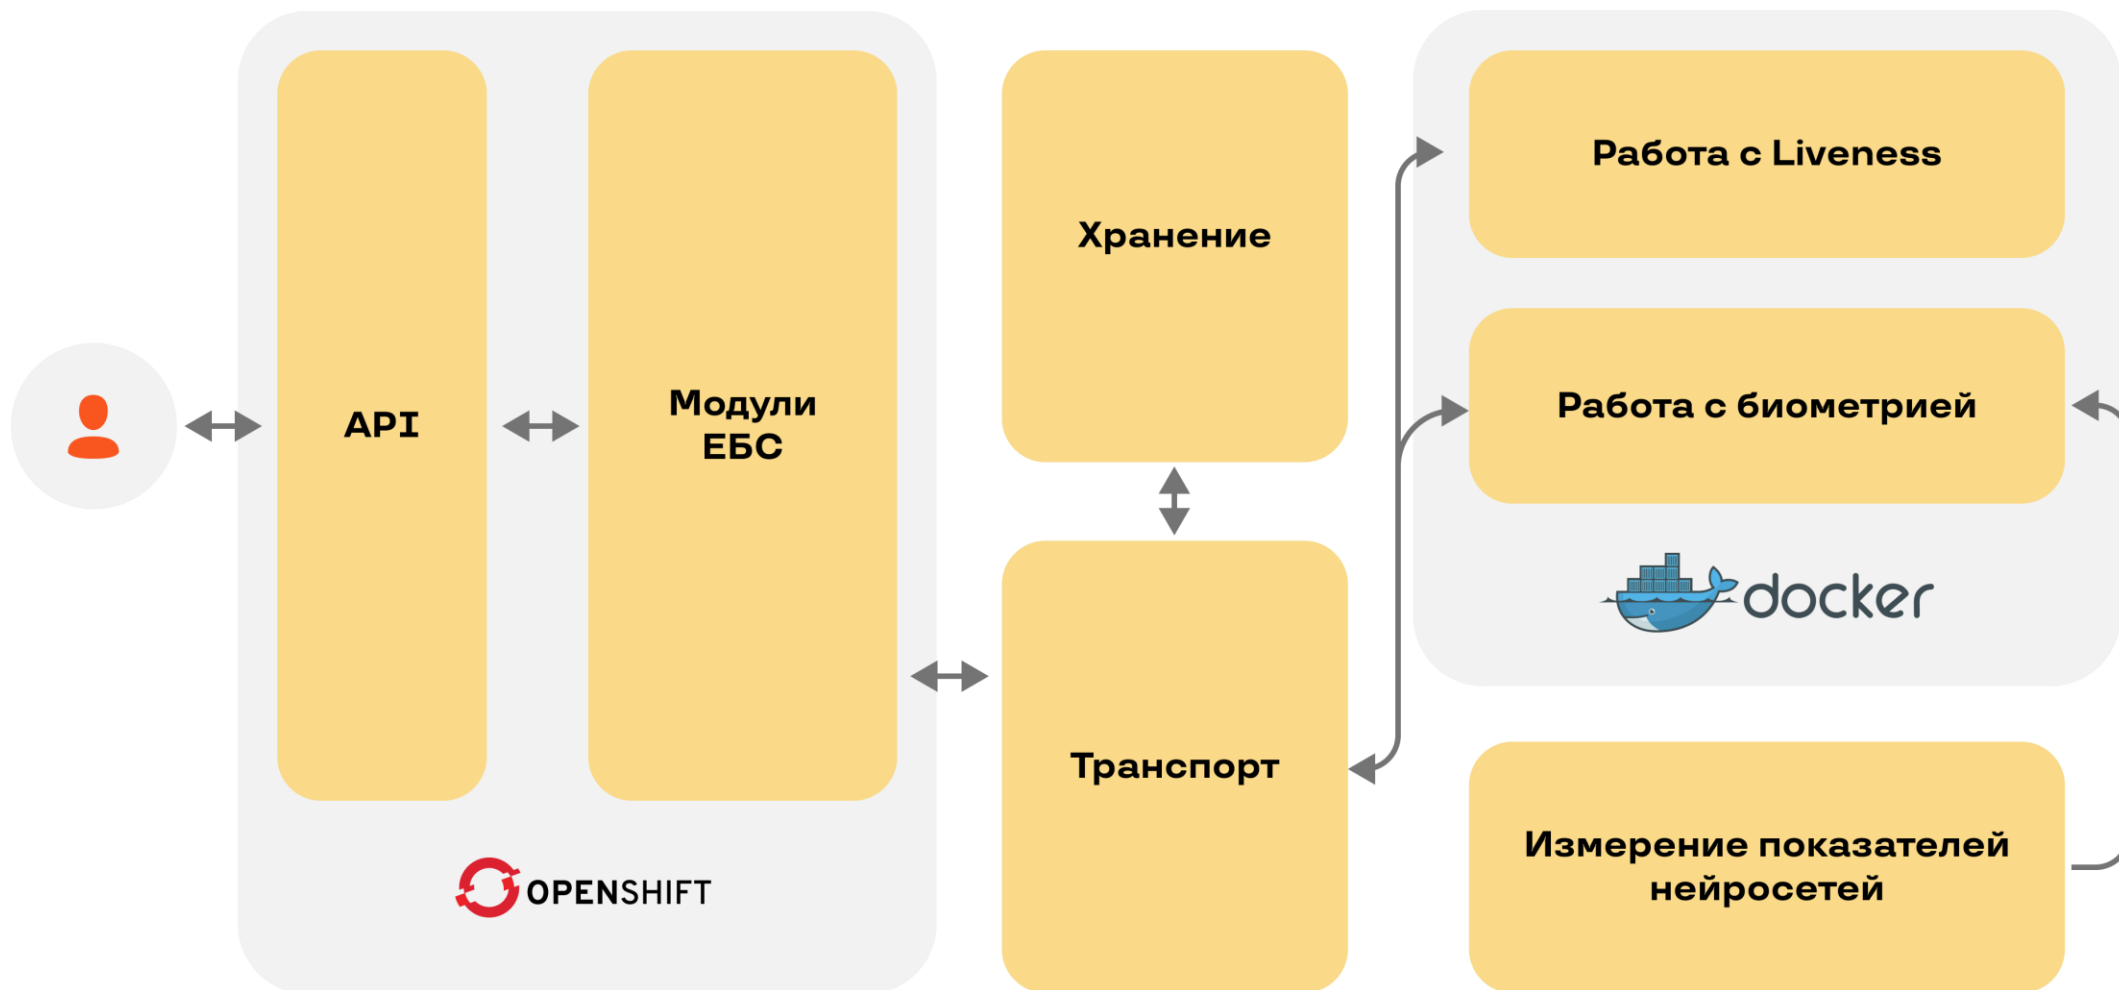 API
Модули
ЕБС
OPENSHIFT
Хранение
Транспорт
Работа с Liveness
Работа с биометрией
docker
Измерение показателей
нейросетей